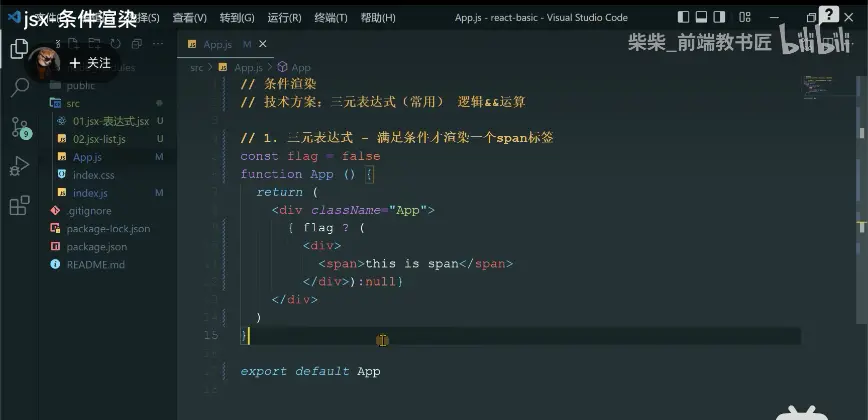 jsx-条件渲染
选择(S) 查看(V) 转到(G) 运行(R) 终端(T) 帮助(H) App.js - react-basic - Visual Studio Code
?
柴柴_前端教书匠 bilibili
+ 关注
App.js M ×
src > App.js > App
public
src
01.jsx-表达式.jsx U
02.jsx-list.js U
App.js M
index.css
index.js M
.gitignore
package-lock.json
package.json
README.md
9
// 条件渲染
// 技术方案: 三元表达式（常用） 逻辑&&运算
// 1. 三元表达式 - 满足条件才渲染一个span标签
const flag = false
function App () {
return (
<div className="App">
{ flag ? (
<div>
<span>this is span</span>
</div>):null}
</div>
)
15 }
export default App